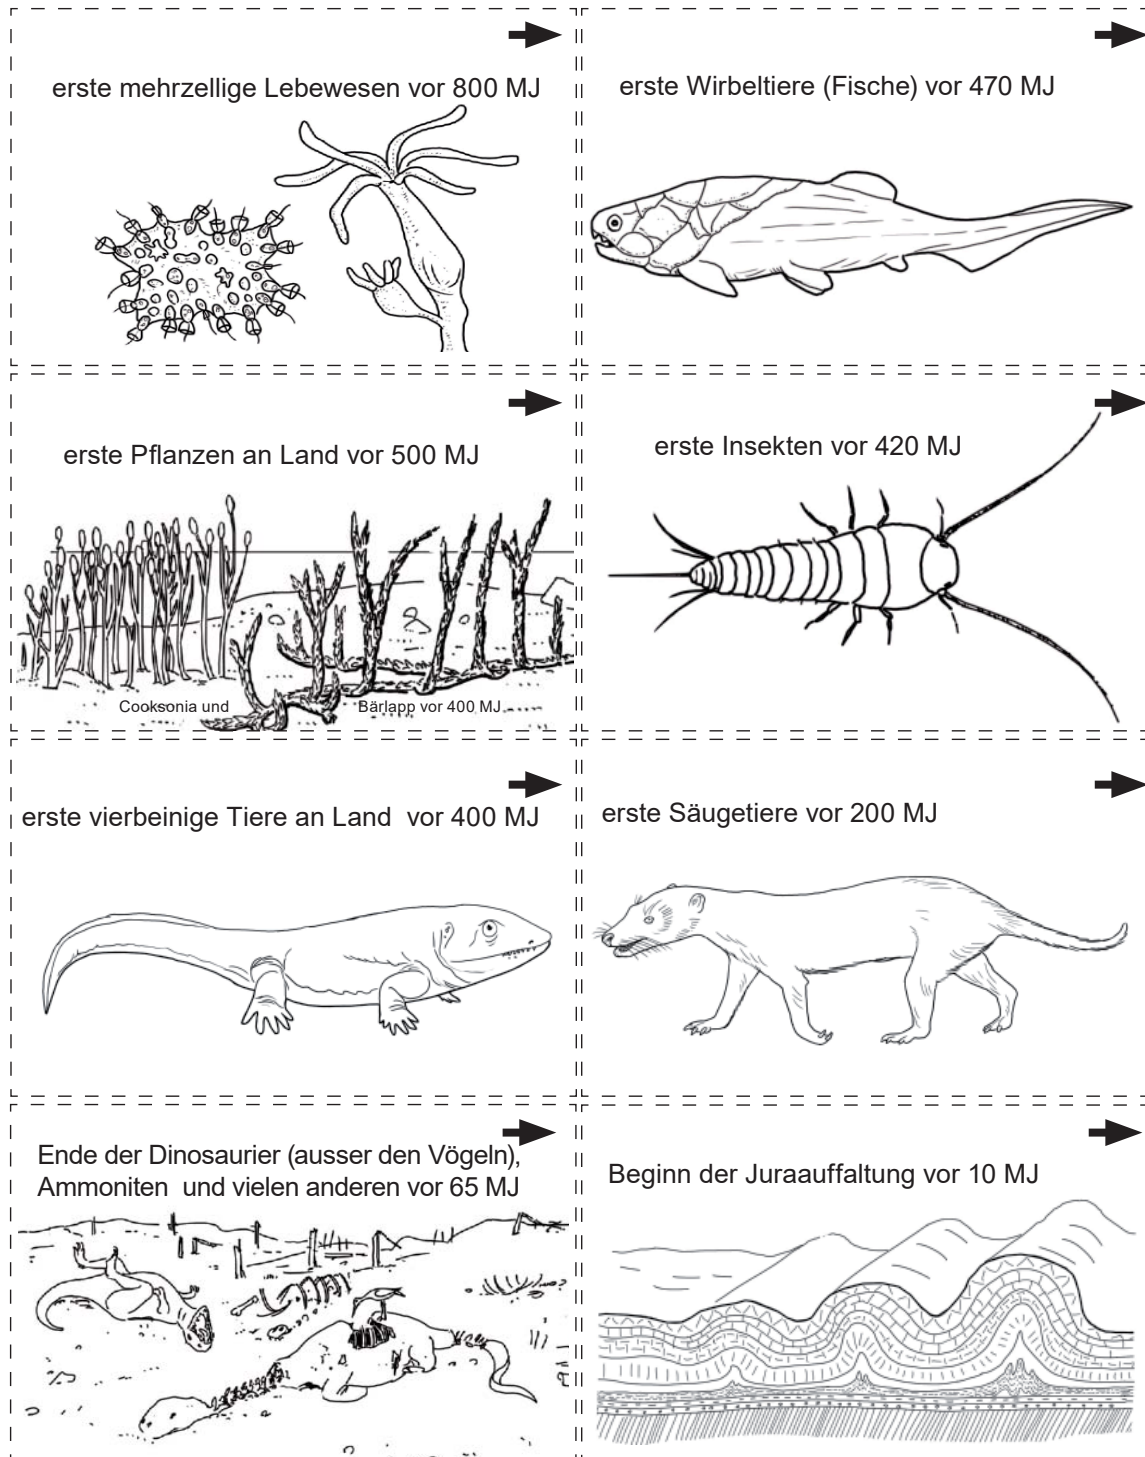 erste mehrzellige Lebewesen vor 800 MJ
erste Wirbeltiere (Fische) vor 470 MJ
erste Pflanzen an Land vor 500 MJ
Cooksonia und
Bärlapp vor 400 MJ
erste Insekten vor 420 MJ
erste vierbeinige Tiere an Land vor 400 MJ
erste Säugetiere vor 200 MJ
Ende der Dinosaurier (ausser den Vögeln),
Ammoniten und vielen anderen vor 65 MJ
Beginn der Juraauffaltung vor 10 MJ